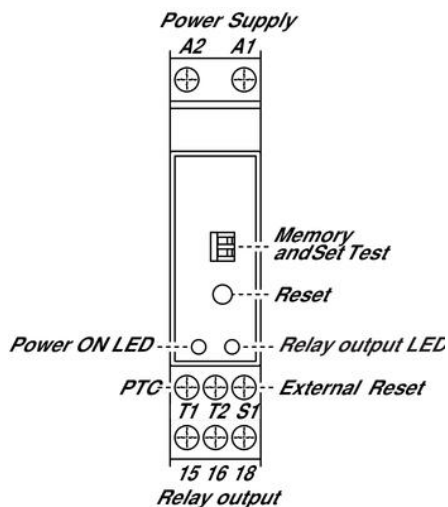 Power Supply
A2 A1
Memory
andSet Test
Reset
Power ON LED Relay output LED
PTC External Reset
T1 T2 S1
15 16 18
Relay output